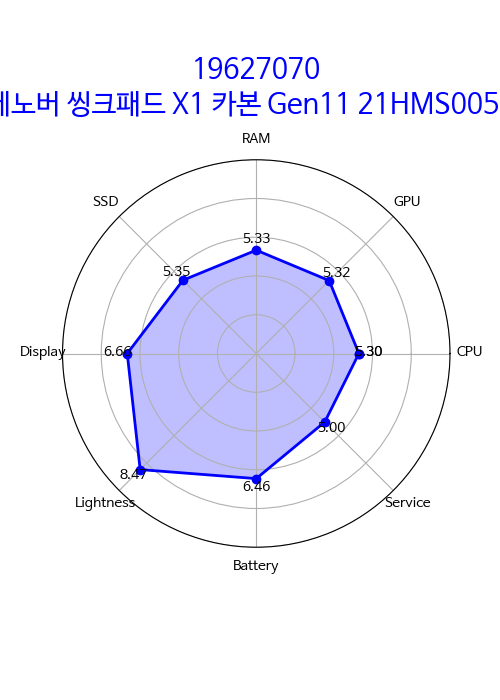 19627070
레노버 씽크패드 X1 카본 Gen11 21HMS005
RAM
SSD
GPU
5.33
5.35
5.32
Display
6.66
5.30
CPU
5.00
8.47
6.46
Lightness
Service
Battery